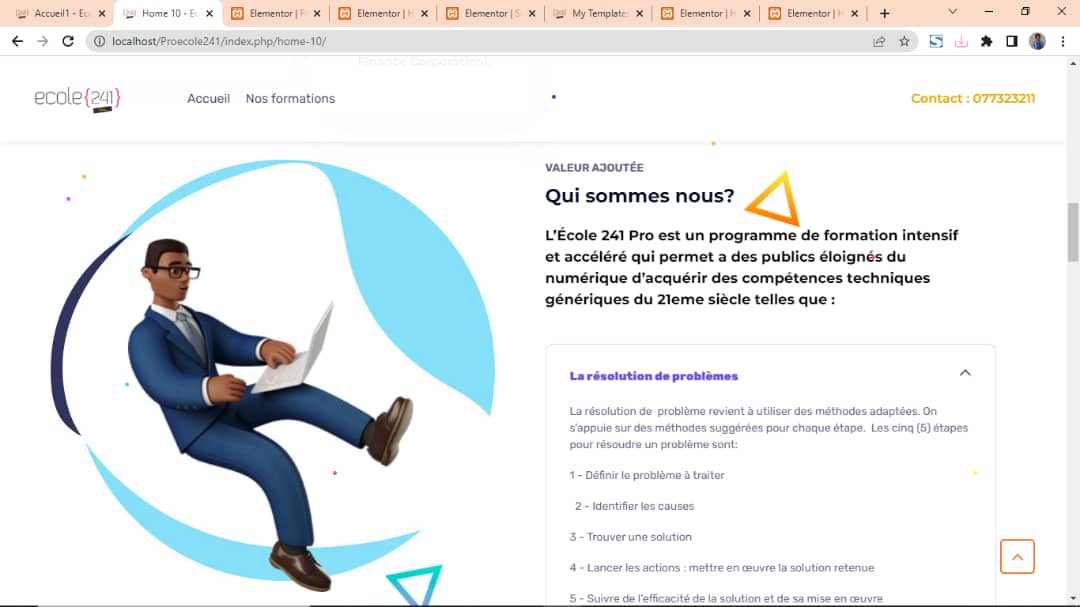 Accueil1 - Ec
Home 10 - Ec
Elementor | F
Elementor | H
Elementor | S
My Template
Elementor | H
Elementor | H
localhost/Proecole241/index.php/home-10/
Finance Corporation).
ecole{241}
Accueil
Nos formations
Contact : 077323211
VALEUR AJOUTÉE
Qui sommes nous?
L’École 241 Pro est un programme de formation intensif
et accéléré qui permet a des publics éloignés du
numérique d’acquérir des compétences techniques
génériques du 21eme siècle telles que :
La résolution de problèmes
La résolution de  problème revient à utiliser des méthodes adaptées. On
s’appuie sur des méthodes suggérées pour chaque étape.  Les cinq (5) étapes
pour résoudre un problème sont:
1 - Définir le problème à traiter
2 - Identifier les causes
3 - Trouver une solution
4 - Lancer les actions : mettre en œuvre la solution retenue
5 - Suivre de l’efficacité de la solution et de sa mise en œuvre